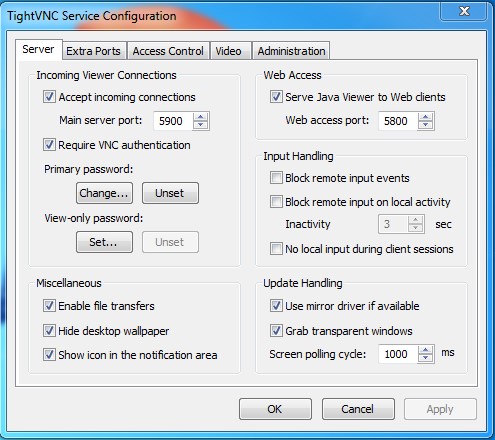 TightVNC Service Configuration
Server Extra Ports Access Control Video Administration
Incoming Viewer Connections
Accept incoming connections
Main server port: 5900
Require VNC authentication
Primary password:
Change... Unset
View-only password:
Set... Unset
Web Access
Serve Java Viewer to Web clients
Web access port: 5800
Input Handling
Block remote input events
Block remote input on local activity
Inactivity 3 sec
No local input during client sessions
Miscellaneous
Enable file transfers
Hide desktop wallpaper
Show icon in the notification area
Update Handling
Use mirror driver if available
Grab transparent windows
Screen polling cycle: 1000 ms
OK Cancel Apply